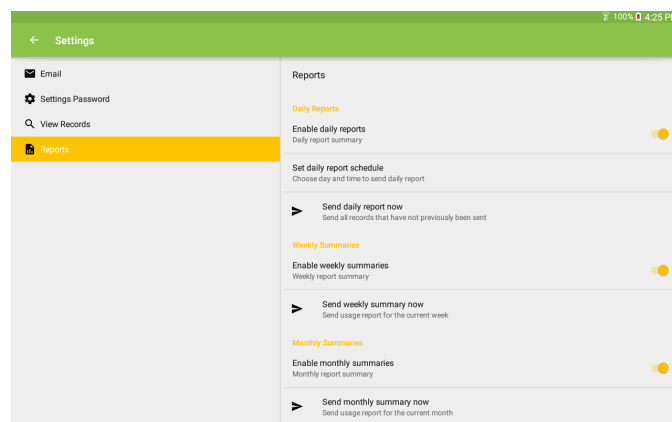 100% 4:25 PM
Settings
Email
Settings Password
View Records
Reports
Reports
Daily Reports
Enable daily reports
Daily report summary
Set daily report schedule
Choose day and time to send daily report
Send daily report now
Send all records that have not previously been sent
Weekly Summaries
Enable weekly summaries
Weekly report summary
Send weekly summary now
Send usage report for the current week
Monthly Summaries
Enable monthly summaries
Monthly report summary
Send monthly summary now
Send usage report for the current month